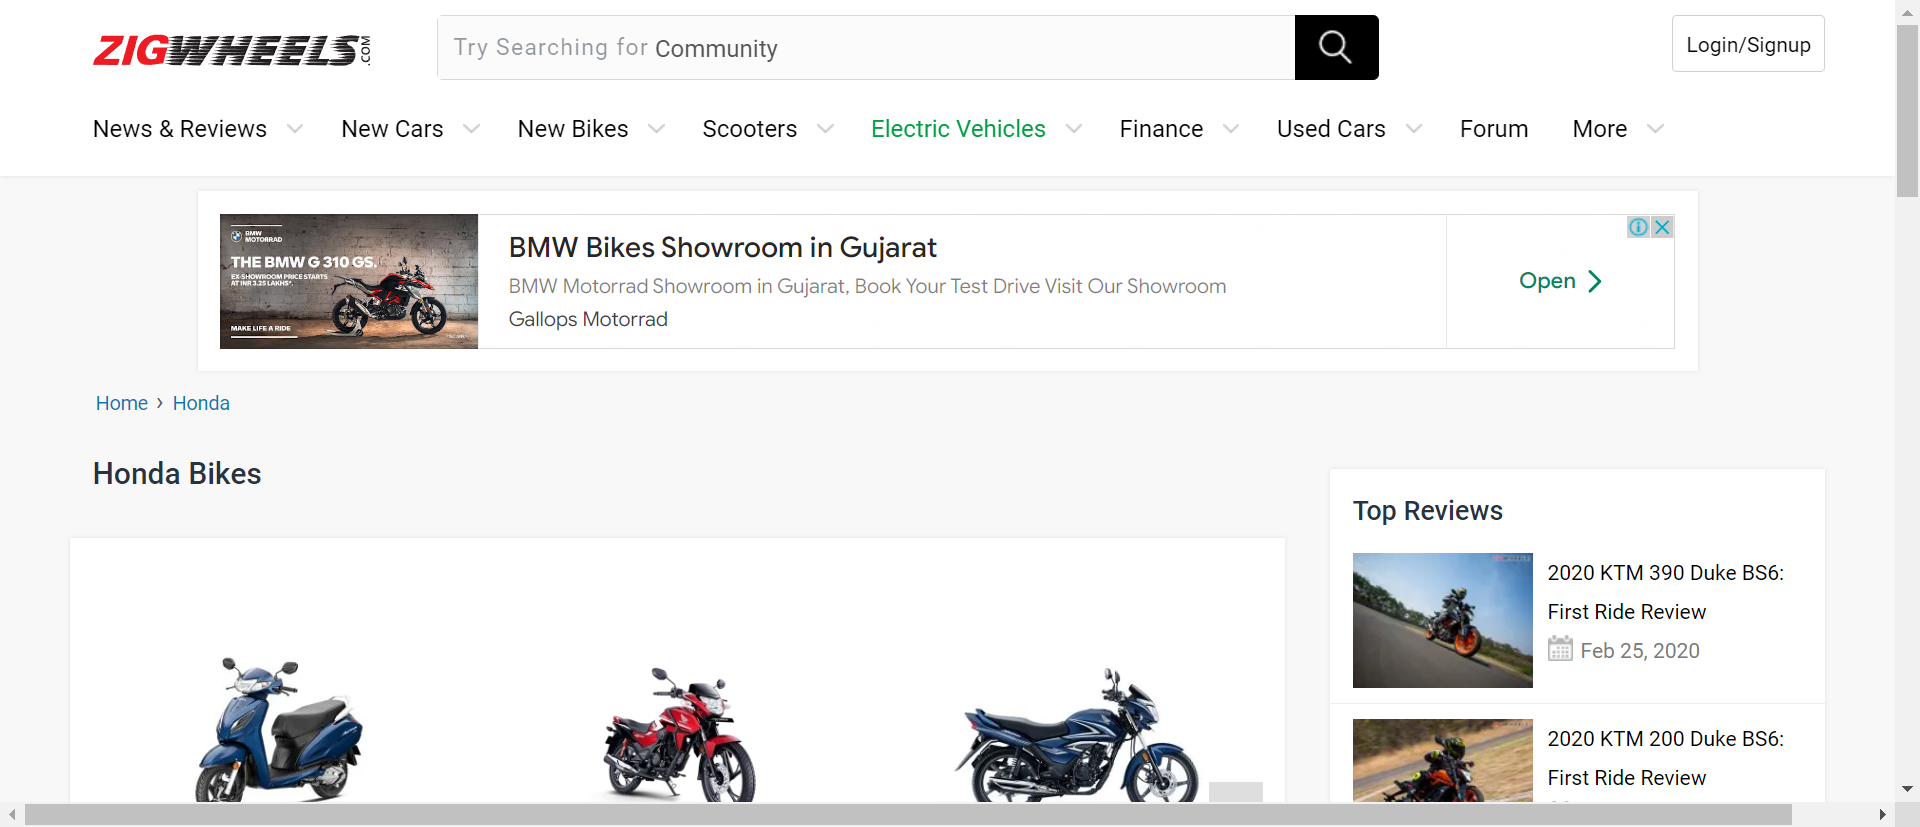 ZIGWHEELS.COM
Try Searching for Community
Login/Signup
News & Reviews
New Cars
New Bikes
Scooters
Electric Vehicles
Finance
Used Cars
Forum
More
BMW
MOTORRAD
THE BMW G 310 GS.
EX-SHOWROOM PRICE STARTS
AT INR 3.25 LAKHS*.
MAKE LIFE A RIDE
BMW Bikes Showroom in Gujarat
BMW Motorrad Showroom in Gujarat, Book Your Test Drive Visit Our Showroom
Gallops Motorrad
Open
Home › Honda
Honda Bikes
Top Reviews
2020 KTM 390 Duke BS6:
First Ride Review
Feb 25, 2020
2020 KTM 200 Duke BS6:
First Ride Review